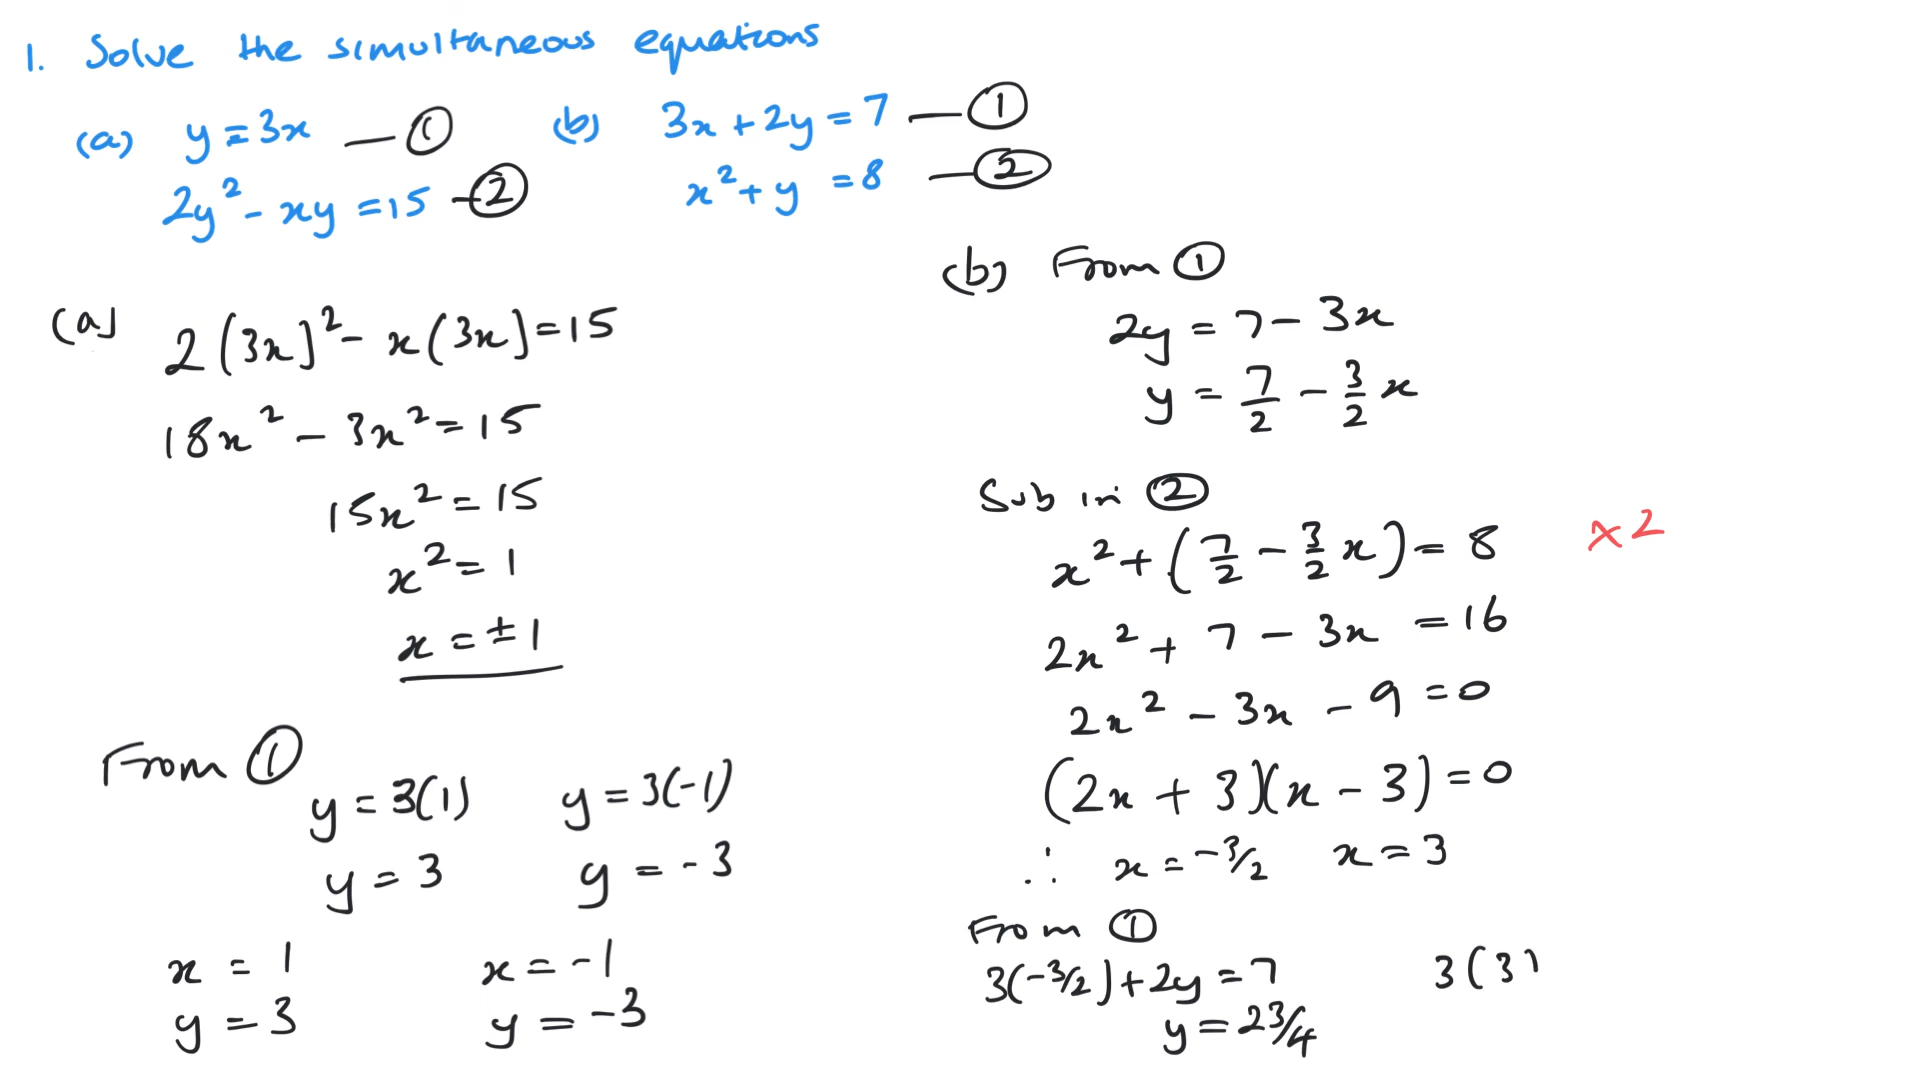 1. Solve the simultaneous equations
(a) y = 3x —① 
2y² - xy = 15 —②
(b) 3x + 2y = 7 —①
x² + y = 8 —②
(a) 2(3x)² - x(3x) = 15
18x² - 3x² = 15
15x² = 15
x² = 1
x = ±1
From ①
y = 3(1) y = 3(-1)
y = 3 y = -3
x = 1 x = -1
y = 3 y = -3
(b) From ①
2y = 7 - 3x
y = 7/2 - 3/2 x
Sub in ②
x² + (7/2 - 3/2 x) = 8 ×2
2x² + 7 - 3x = 16
2x² - 3x - 9 = 0
(2x + 3)(x - 3) = 0
∴ x = -3/2 x = 3
From ①
3(-3/2) + 2y = 7 3(3)
y = 2 3/4